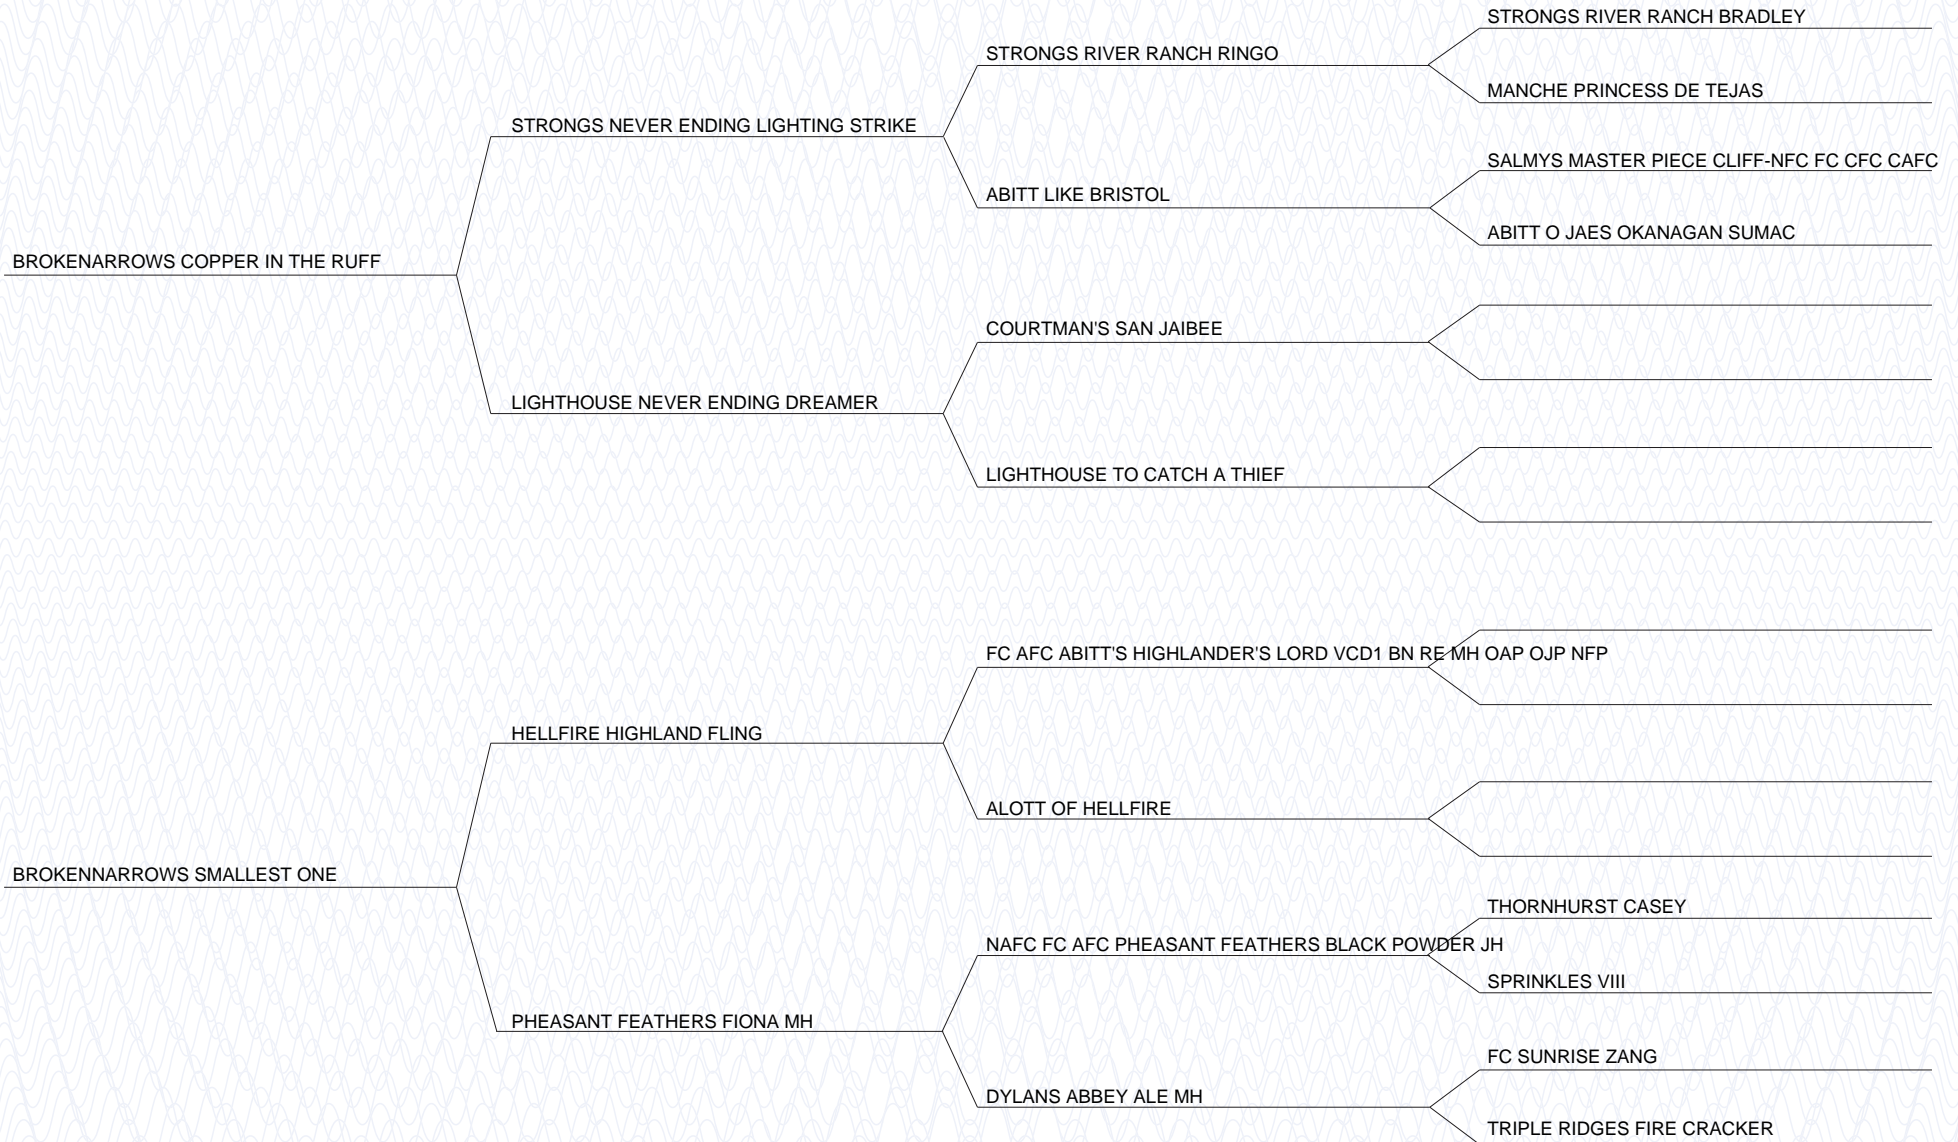 STRONGS RIVER RANCH BRADLEY
STRONGS RIVER RANCH RINGO
MANCHE PRINCESS DE TEJAS
STRONGS NEVER ENDING LIGHTING STRIKE
SALMYS MASTER PIECE CLIFF-NFC FC CFC CAFC
ABITT LIKE BRISTOL
ABITT O JAES OKANAGAN SUMAC
BROKENARROWS COPPER IN THE RUFF
COURTMAN'S SAN JAIBEE
LIGHTHOUSE NEVER ENDING DREAMER
LIGHTHOUSE TO CATCH A THIEF
FC AFC ABITT'S HIGHLANDER'S LORD VCD1 BN RE MH OAP OJP NFP
HELLFIRE HIGHLAND FLING
ALOTT OF HELLFIRE
BROKENNARROWS SMALLEST ONE
THORNHURST CASEY
NAFC FC AFC PHEASANT FEATHERS BLACK POWDER JH
SPRINKLES VIII
PHEASANT FEATHERS FIONA MH
FC SUNRISE ZANG
DYLANS ABBEY ALE MH
TRIPLE RIDGES FIRE CRACKER